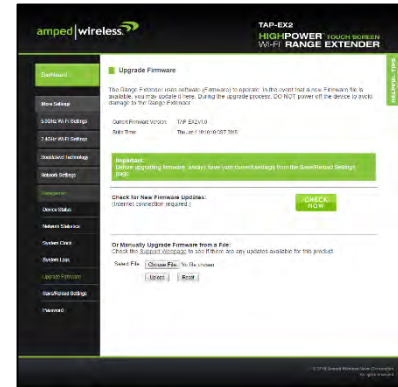 amped wireless
TAP-EX2
HIGHPOWER TOUCH SCREEN
WI-FI RANGE EXTENDER
Dashboard
More Settings
5.0GHz Wi-Fi Settings
2.4GHz Wi-Fi Settings
Network Settings
Management
Device Status
Network Statistics
System Clock
System Logs
Upgrade Firmware
Save/Reload Settings
Password
Upgrade Firmware
The Range Extender uses software (Firmware) to operate. In the event that a new Firmware file is
available, you may update it here. During the upgrade process, DO NOT power off the device to avoid
damage to the Range Extender.
Current Firmware Version:
Important:
Before upgrading firmware, always save your current settings from the Save/Reload Settings
page.
Check for New Firmware Updates:
(Internet connection required.)
CHECK
NOW
Or Manually Upgrade Firmware from a File:
Check the Support Webpage to see if there are any updates available for this product.
Select File: Choose File No file chosen
Upload Reset